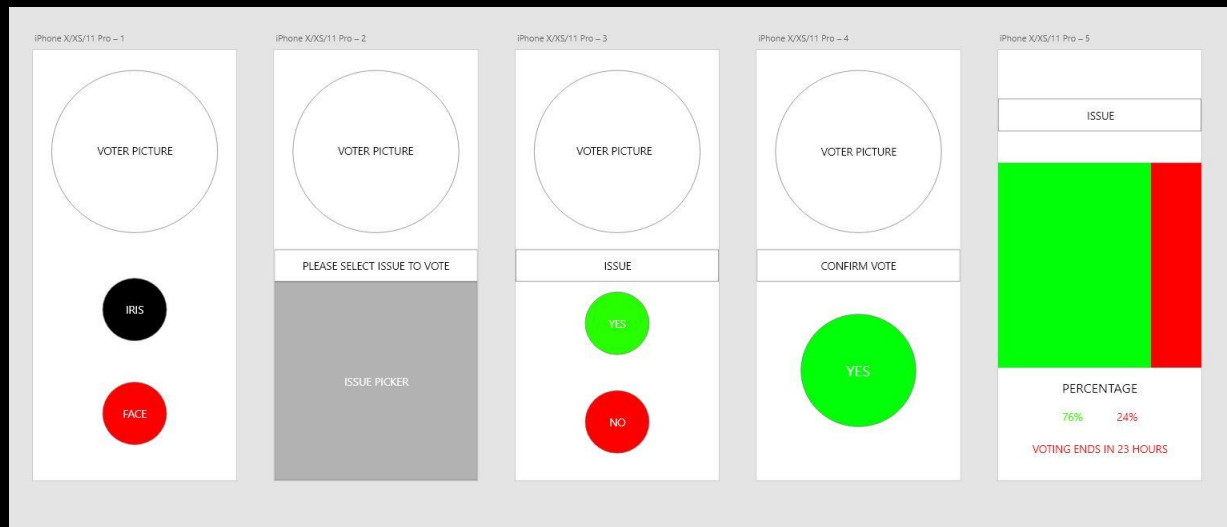 iPhone X/XS/11 Pro – 1
VOTER PICTURE
IRIS
FACE
iPhone X/XS/11 Pro – 2
VOTER PICTURE
PLEASE SELECT ISSUE TO VOTE
ISSUE PICKER
iPhone X/XS/11 Pro – 3
VOTER PICTURE
ISSUE
YES
NO
iPhone X/XS/11 Pro – 4
VOTER PICTURE
CONFIRM VOTE
YES
iPhone X/XS/11 Pro – 5
ISSUE
PERCENTAGE
76% 24%
VOTING ENDS IN 23 HOURS